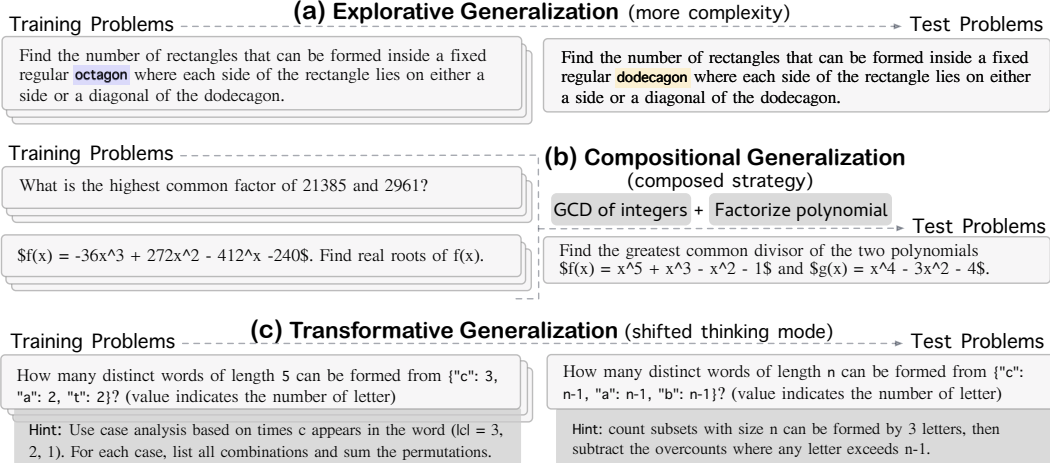 (a) Explorative Generalization (more complexity)
Training Problems
Test Problems
Find the number of rectangles that can be formed inside a fixed
regular octagon where each side of the rectangle lies on either a
side or a diagonal of the dodecagon.
Find the number of rectangles that can be formed inside a fixed
regular dodecagon where each side of the rectangle lies on either
a side or a diagonal of the dodecagon.
Training Problems
What is the highest common factor of 21385 and 2961?
$f(x) = -36x^3 + 272x^2 - 412^x -240$. Find real roots of f(x).
(b) Compositional Generalization
(composed strategy)
GCD of integers + Factorize polynomial
Test Problems
Find the greatest common divisor of the two polynomials
$f(x) = x^5 + x^3 - x^2 - 1$ and $g(x) = x^4 - 3x^2 - 4$.
(c) Transformative Generalization (shifted thinking mode)
Training Problems
Test Problems
How many distinct words of length 5 can be formed from {"c": 3,
"a": 2, "t": 2}? (value indicates the number of letter)
Hint: Use case analysis based on times c appears in the word (|c| = 3,
2, 1). For each case, list all combinations and sum the permutations.
How many distinct words of length n can be formed from {"c":
n-1, "a": n-1, "b": n-1}? (value indicates the number of letter)
Hint: count subsets with size n can be formed by 3 letters, then
subtract the overcounts where any letter exceeds n-1.